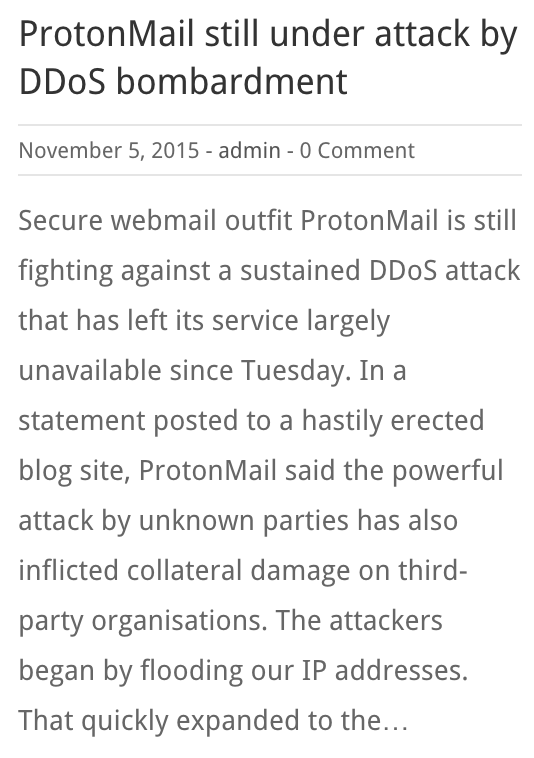 ProtonMail still under attack by
DDoS bombardment
November 5, 2015 - admin - 0 Comment
Secure webmail outfit ProtonMail is still
fighting against a sustained DDoS attack
that has left its service largely
unavailable since Tuesday. In a
statement posted to a hastily erected
blog site, ProtonMail said the powerful
attack by unknown parties has also
inflicted collateral damage on third-
party organisations. The attackers
began by flooding our IP addresses.
That quickly expanded to the…